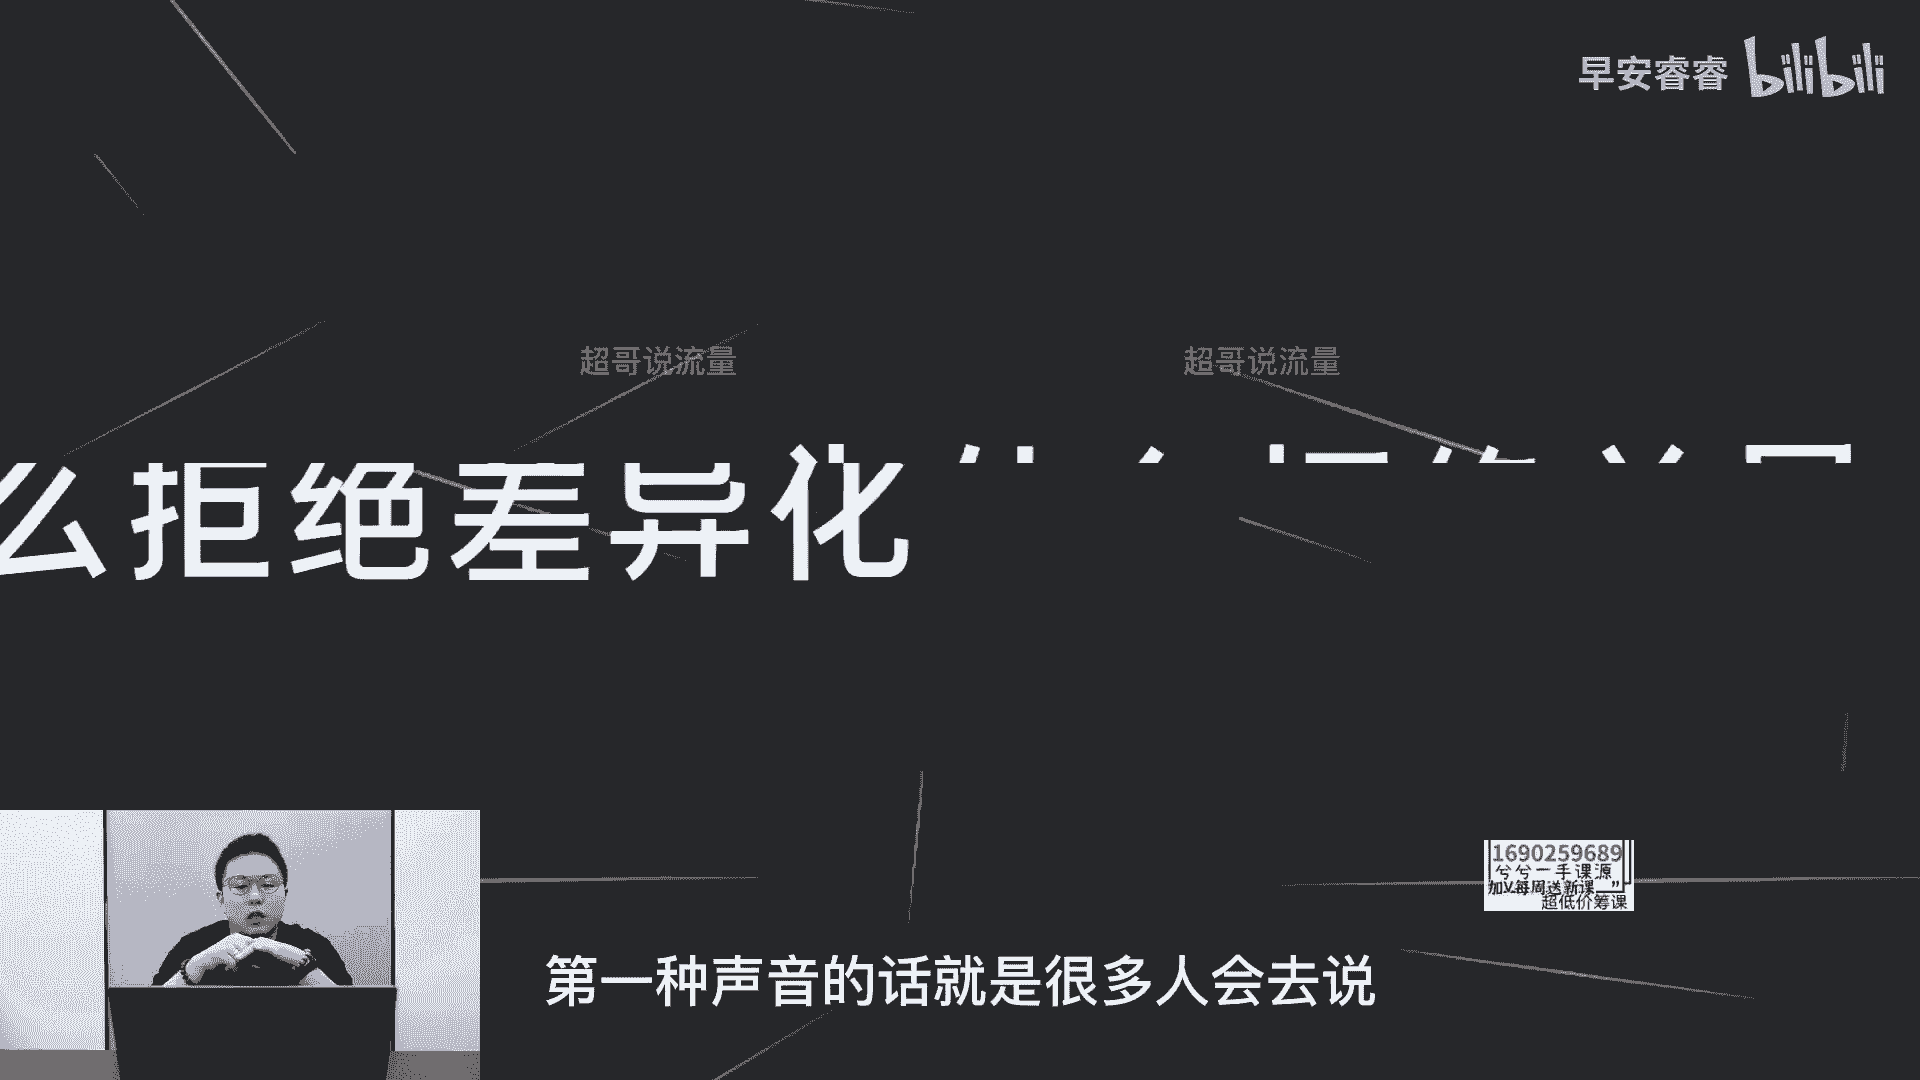 早安睿睿 bilibili
超哥说流量 超哥说流量
么拒绝差异化
1690259689
兮兮一手课源
加V每周送新课
超低价筹课
第一种声音的话就是很多人会去说